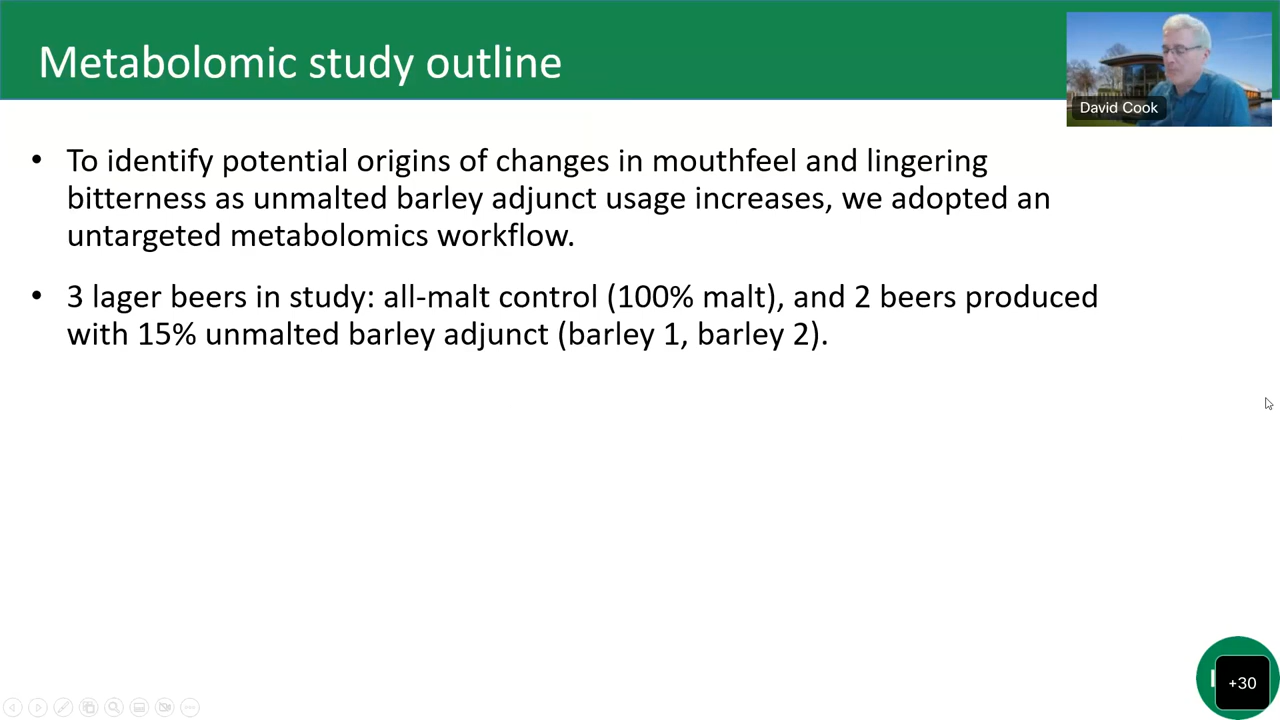 Metabolomic study outline
David Cook
• To identify potential origins of changes in mouthfeel and lingering
bitterness as unmalted barley adjunct usage increases, we adopted an
untargeted metabolomics workflow.
• 3 lager beers in study: all-malt control (100% malt), and 2 beers produced
with 15% unmalted barley adjunct (barley 1, barley 2).
+30